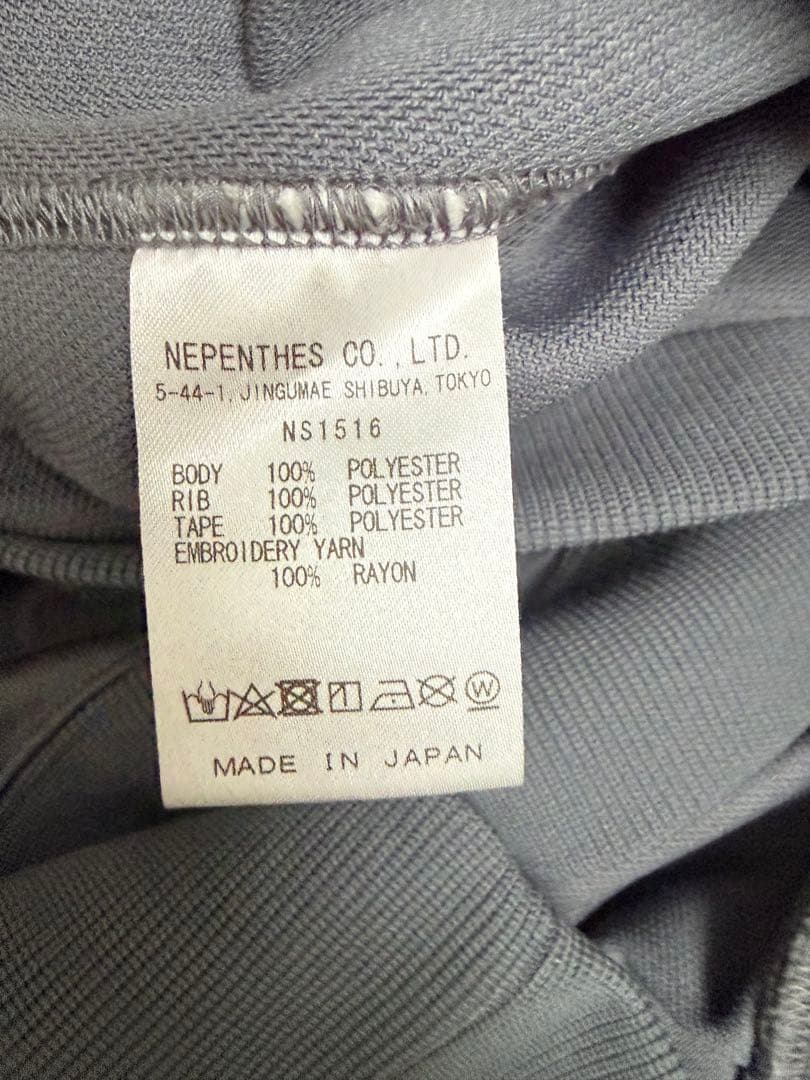 NEPENTHES CO.,LTD.
5-44-1, JINGUMAE SHIBUYA, TOKYO
NS1516
BODY 100% POLYESTER
RIB 100% POLYESTER
TAPE 100% POLYESTER
EMBROIDERY YARN
100% RAYON
W
MADE IN JAPAN